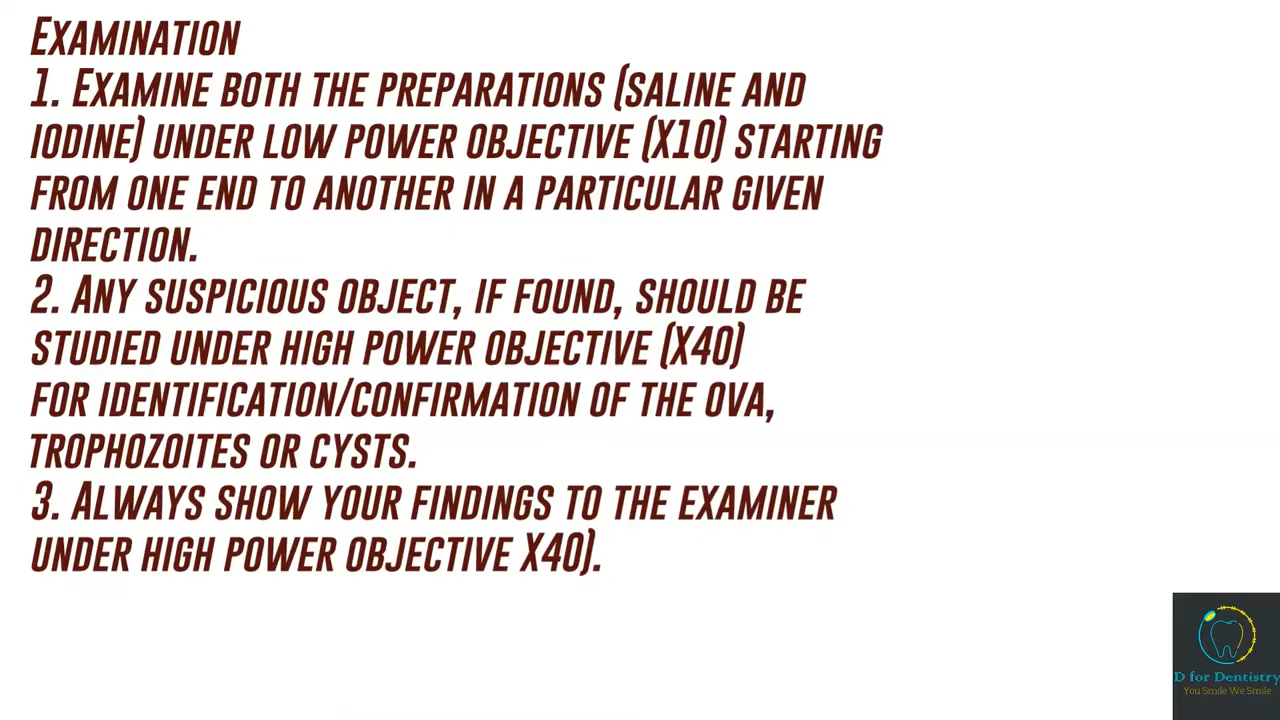 Examination
1. Examine both the preparations (saline and
iodine) under low power objective (X10) starting
from one end to another in a particular given
direction.
2. Any suspicious object, if found, should be
studied under high power objective (X40)
for identification/confirmation of the ova,
trophozoites or cysts.
3. Always show your findings to the examiner
under high power objective X40).
D for Dentistry
You Smile We Smile